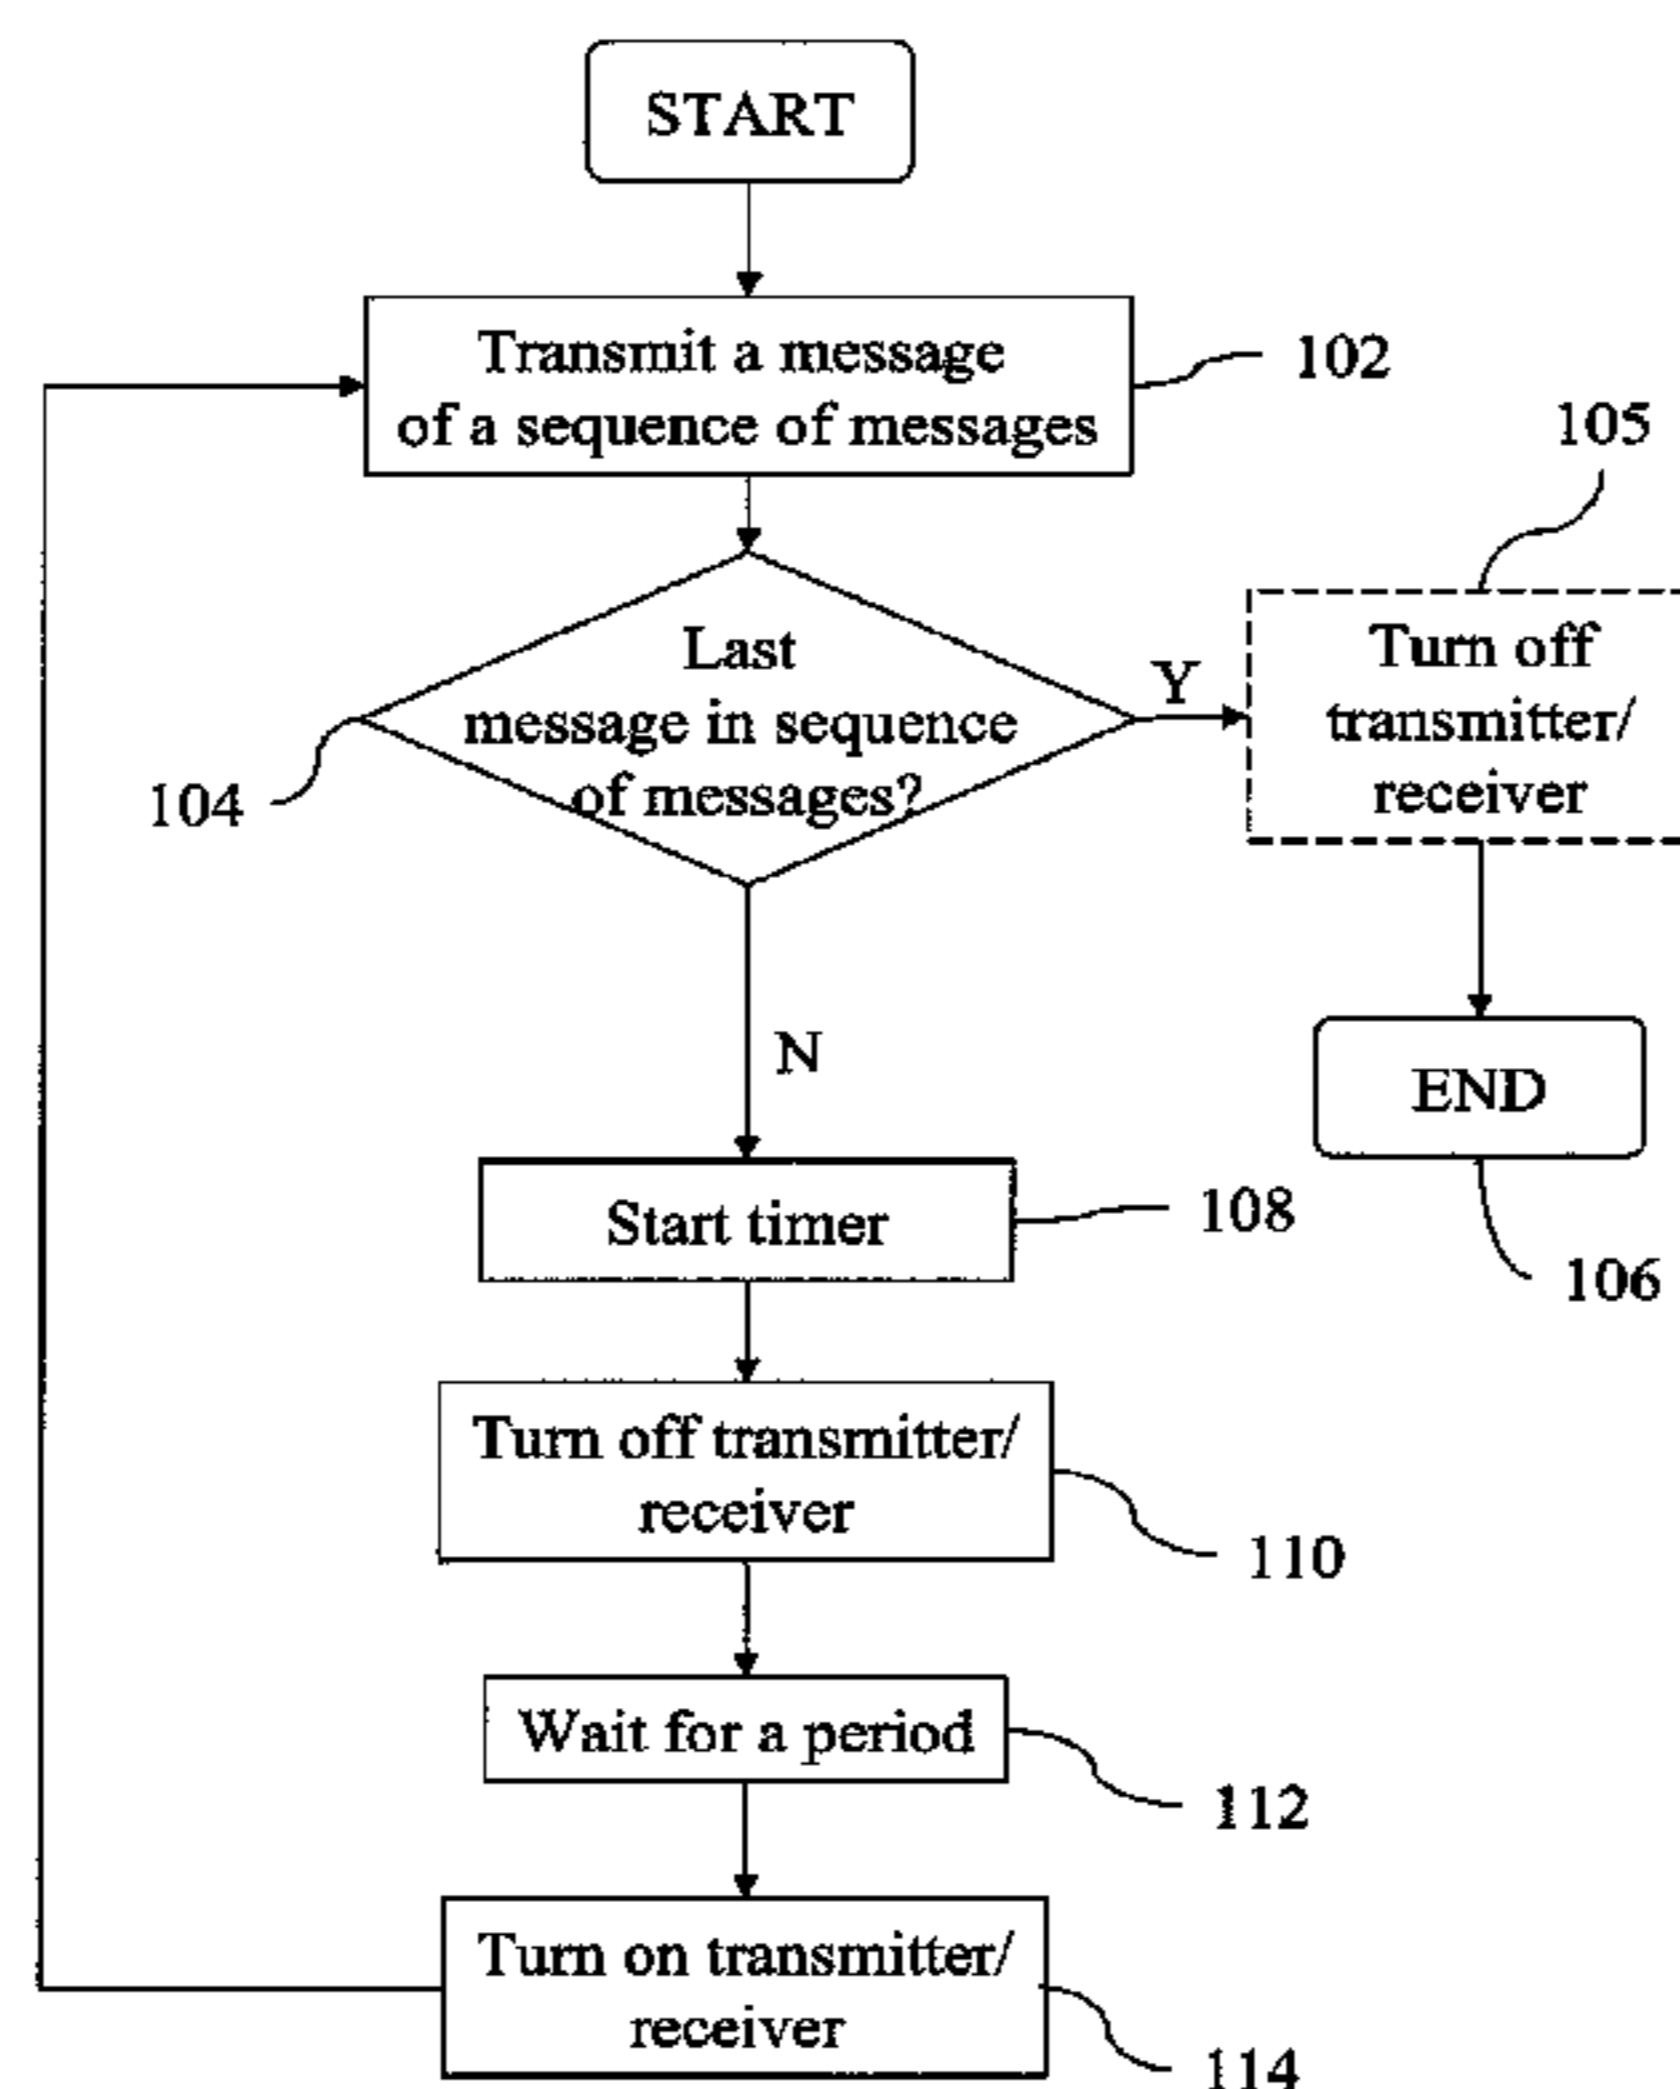 START
Transmit a message
of a sequence of messages
102
105
Last
message in sequence
of messages?
104
Y
Turn off
transmitter/
receiver
N
END
106
Start timer
108
Turn off transmitter/
receiver
110
Wait for a period
112
Turn on transmitter/
receiver
114